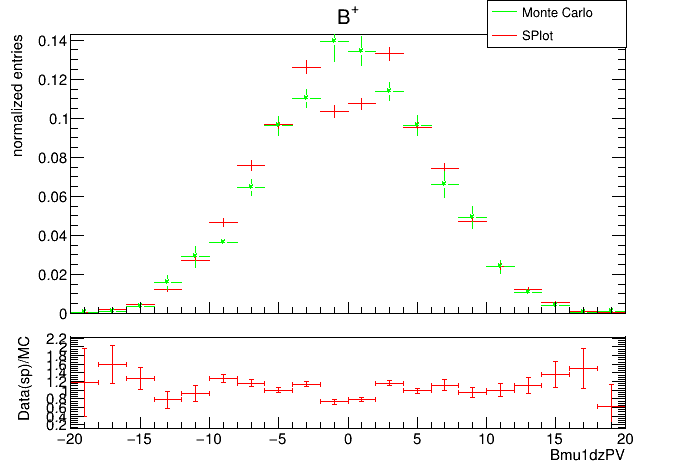 B+
Monte Carlo
SPlot
normalized entries
0.14
0.12
0.1
0.08
0.06
0.04
0.02
0
Data(sp)/MC
2.2
2
1.8
1.6
1.4
1.2
1
0.8
0.6
0.4
0.2
−20 −15 −10 −5 0 5 10 15 20
Bmu1dzPV